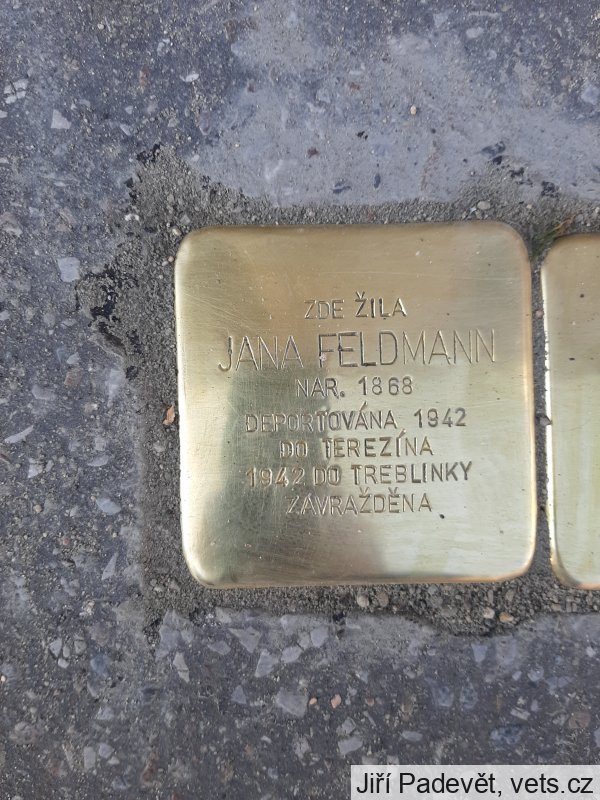 ZDE ŽILA
JANA FELDMANN
NAR. 1868
DEPORTOVÁNA 1942
DO TEREZÍNA
1942 DO TREBLINKY
ZAVRAŽDĚNA
Jiří Padevět, vets.cz